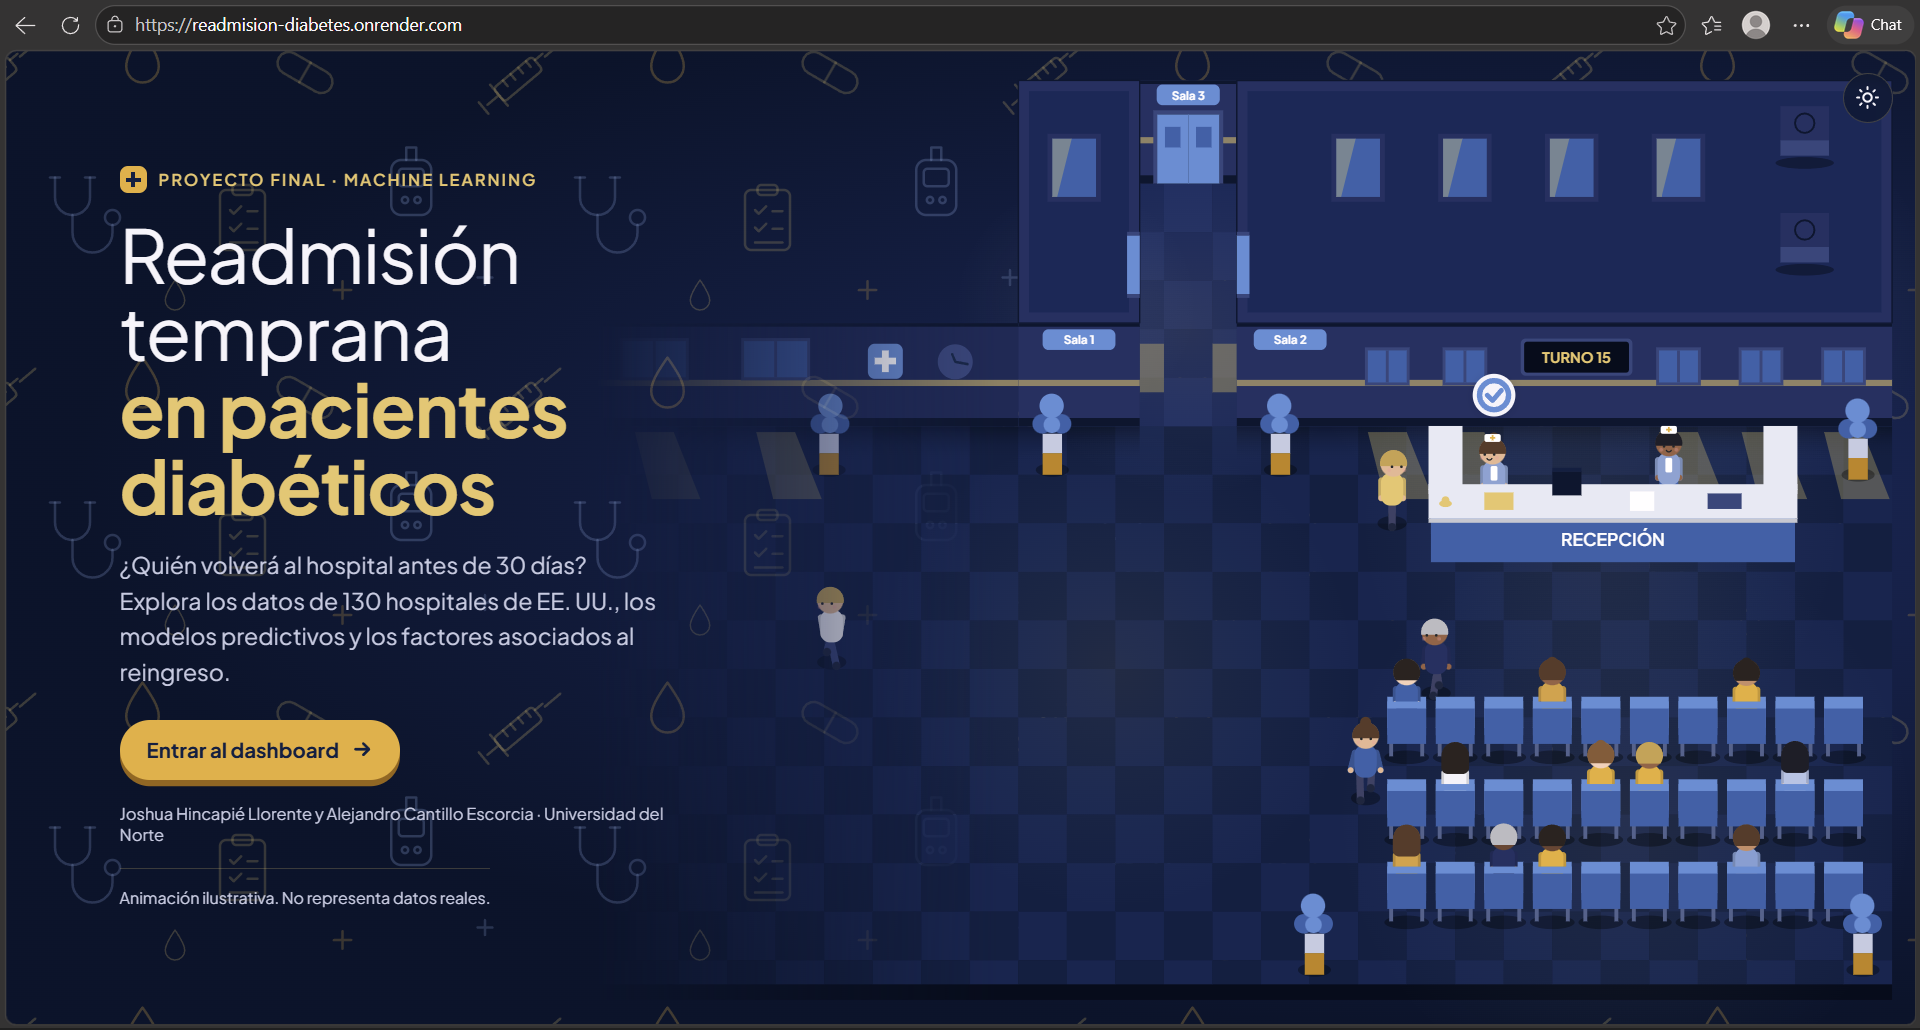 https://readmision-diabetes.onrender.com
Chat
PROYECTO FINAL · MACHINE LEARNING
Readmisión
temprana
en pacientes
diabéticos
¿Quién volverá al hospital antes de 30 días?
Explora los datos de 130 hospitales de EE. UU., los
modelos predictivos y los factores asociados al
reingreso.
Entrar al dashboard →
Joshua Hincapié Llorente y Alejandro Cantillo Escorcia · Universidad del
Norte
Animación ilustrativa. No representa datos reales.
Sala 3
Sala 1
Sala 2
TURNO 15
RECEPCIÓN